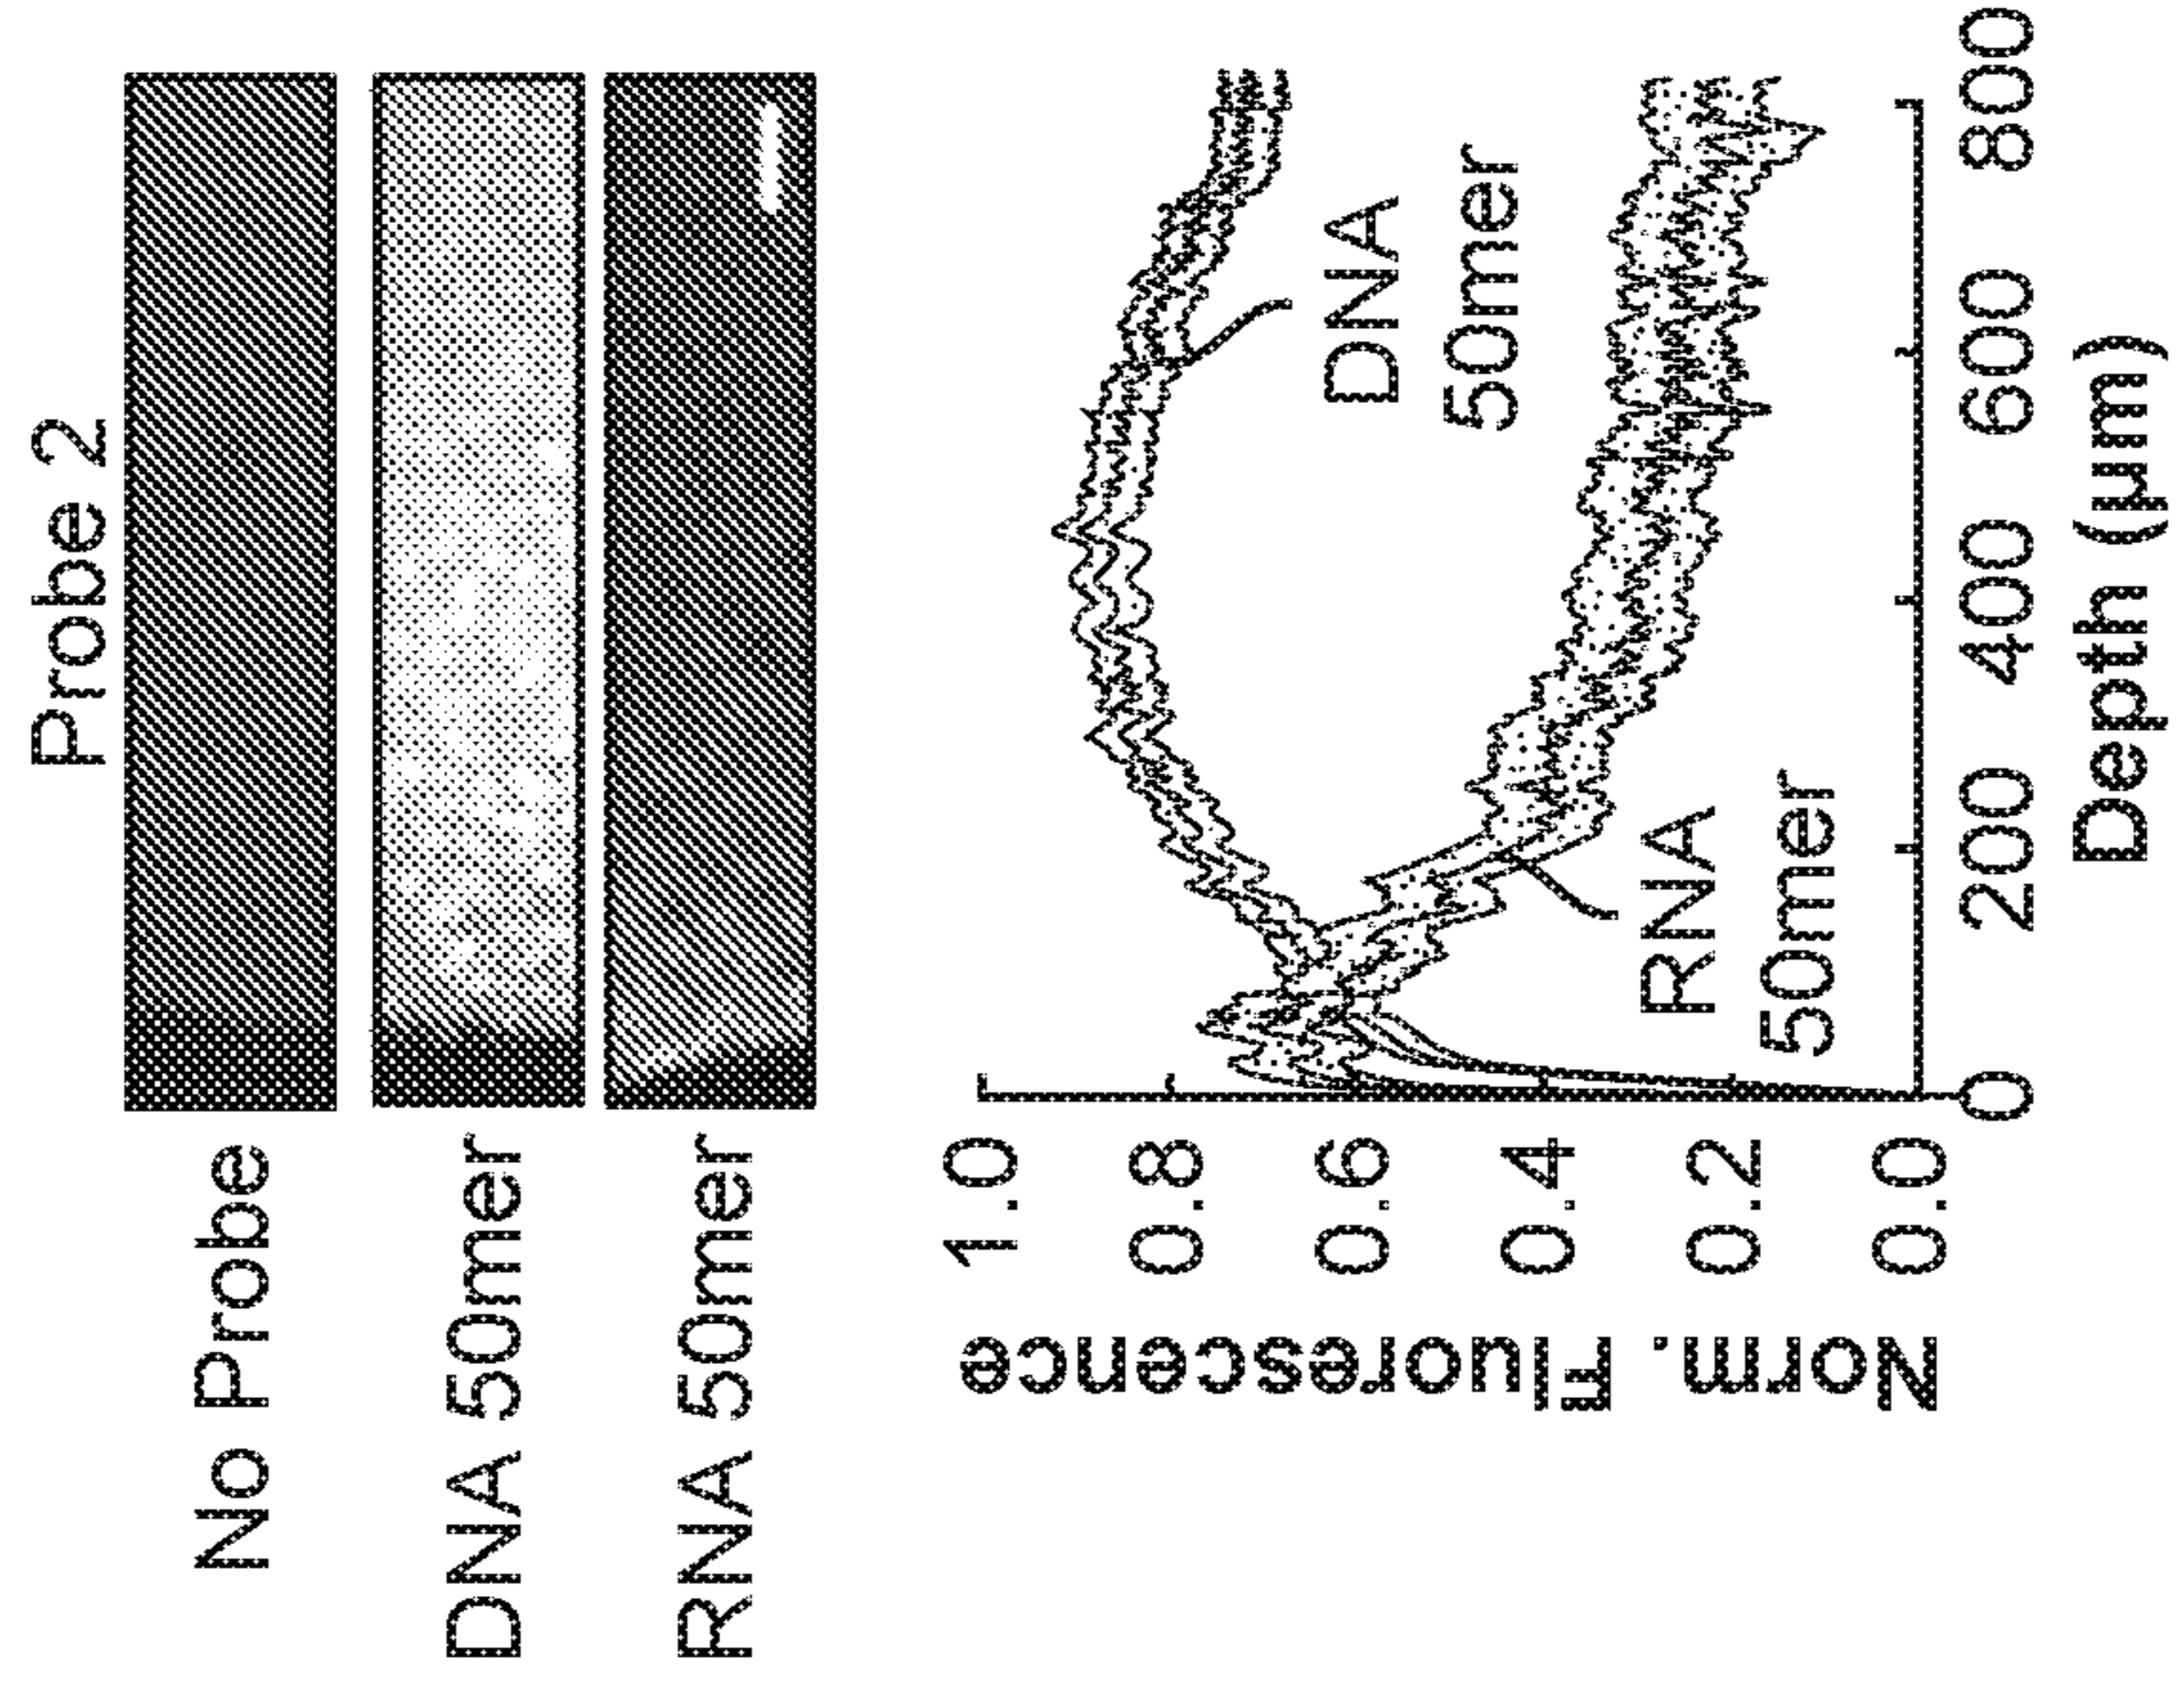 Probe 2
No Probe
DNA 50mer
RNA 50mer
Norm. Fluorescence
1.0
0.8
0.6
0.4
0.2
0.0
DNA
50mer
RNA
50mer
0 200 400 600 800
Depth (µm)